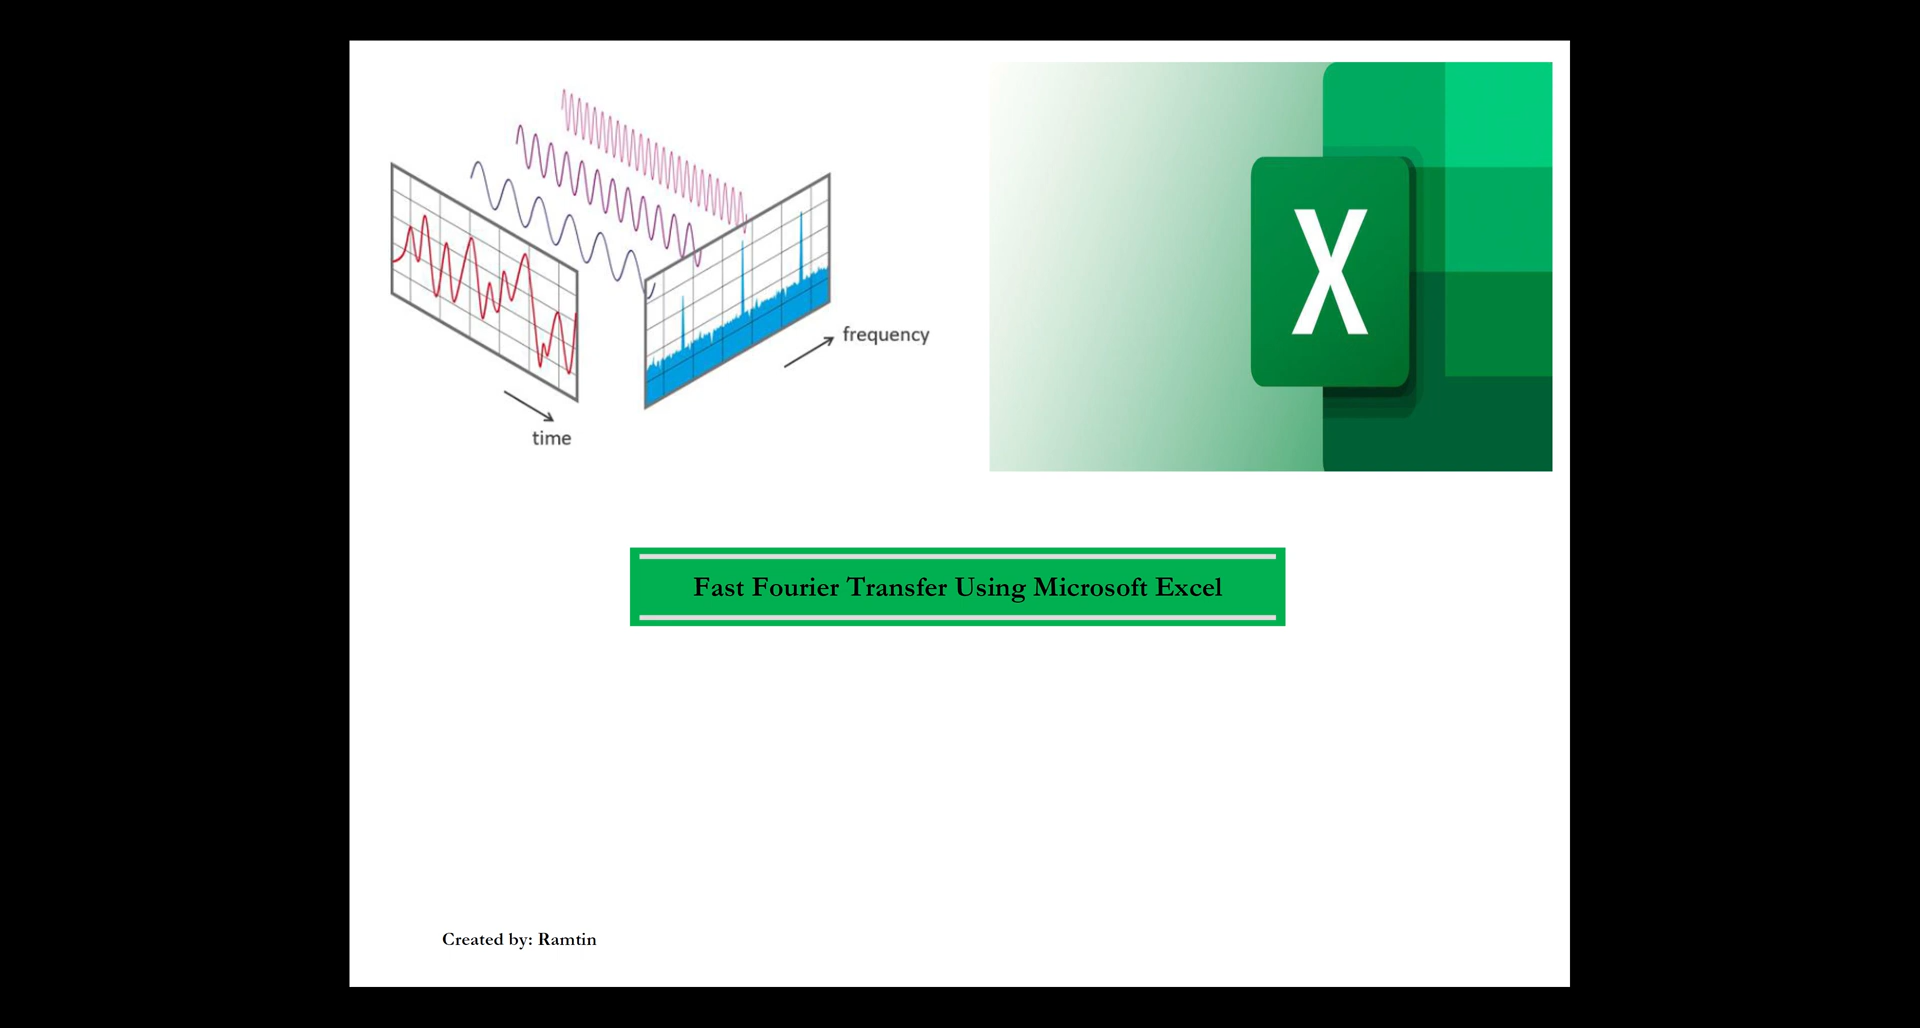 frequency
time
X
Fast Fourier Transfer Using Microsoft Excel
Created by: Ramtin